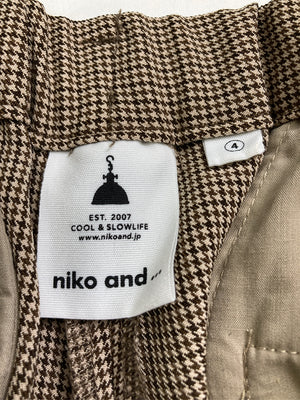 EST. 2007
COOL & SLOWLIFE
www.nikoand.jp
niko and...
4